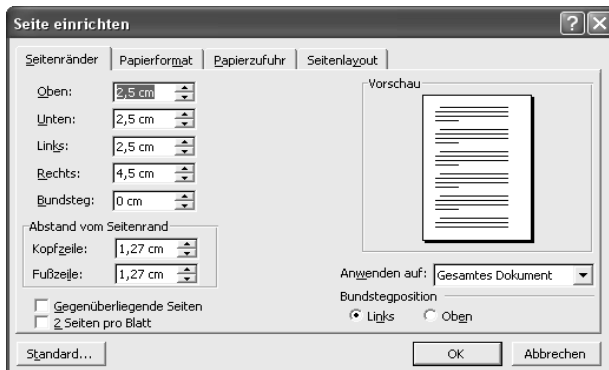 Seite einrichten
Seitenränder Papierformat Papierzufuhr Seitenlayout
Oben: 2,5 cm
Unten: 2,5 cm
Links: 2,5 cm
Rechts: 4,5 cm
Bundsteg: 0 cm
Abstand vom Seitenrand
Kopfzeile: 1,27 cm
Fußzeile: 1,27 cm
Gegenüberliegende Seiten
2 Seiten pro Blatt
Vorschau
Anwenden auf: Gesamtes Dokument
Bundstegposition
Links Oben
Standard... OK Abbrechen